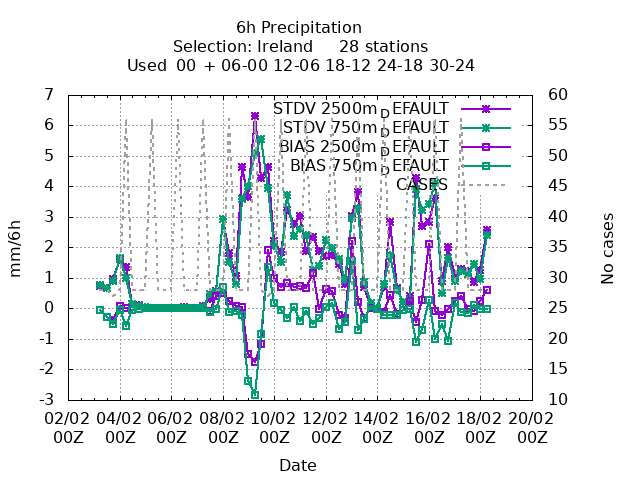 6h Precipitation
Selection: Ireland 28 stations
Used 00 + 06-00 12-06 18-12 24-18 30-24
STDV 2500m_DEFAULT
STDV 750m_DEFAULT
BIAS 2500m_DEFAULT
BIAS 750m_DEFAULT
CASES
mm/6h
7
6
5
4
3
2
1
0
-1
-2
-3
No cases
60
55
50
45
40
35
30
25
20
15
10
02/02 04/02 06/02 08/02 10/02 12/02 14/02 16/02 18/02 20/02
00Z 00Z 00Z 00Z 00Z 00Z 00Z 00Z 00Z 00Z
Date